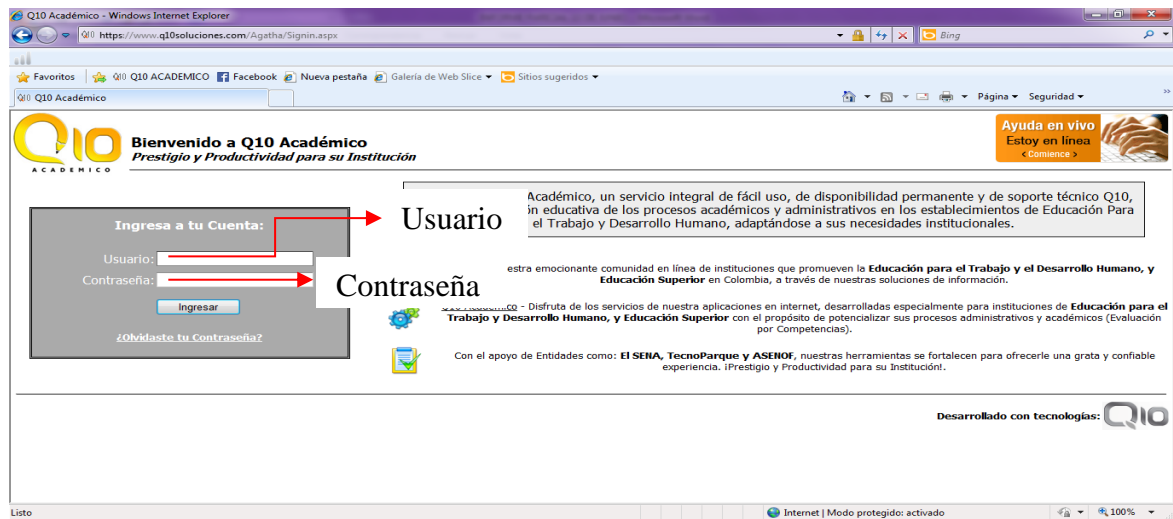 Q10 Académico - Windows Internet Explorer
https://www.q10soluciones.com/Agatha/Signin.aspx
Bing
Favoritos Q10 ACADEMICO Facebook Nueva pestaña Galería de Web Slice Sitios sugeridos
Q10 Académico
Página Seguridad
Q10
ACADEMICO
Bienvenido a Q10 Académico
Prestigio y Productividad para su Institución
Ayuda en vivo
Estoy en línea
< Comience >
Académico, un servicio integral de fácil uso, de disponibilidad permanente y de soporte técnico Q10,
ón educativa de los procesos académicos y administrativos en los establecimientos de Educación Para
el Trabajo y Desarrollo Humano, adaptándose a sus necesidades institucionales.
Ingresa a tu Cuenta:
Usuario:
Contraseña:
Ingresar
¿Olvidaste tu Contraseña?
Usuario
Contraseña
estra emocionante comunidad en línea de instituciones que promueven la Educación para el Trabajo y el Desarrollo Humano, y
Educación Superior en Colombia, a través de nuestras soluciones de información.
Q10 Académico - Disfruta de los servicios de nuestra aplicaciones en internet, desarrolladas especialmente para instituciones de Educación para el
Trabajo y Desarrollo Humano, y Educación Superior con el propósito de potencializar sus procesos administrativos y académicos (Evaluación
por Competencias).
Con el apoyo de Entidades como: El SENA, TecnoParque y ASENOF, nuestras herramientas se fortalecen para ofrecerle una grata y confiable
experiencia. ¡Prestigio y Productividad para su Institución!.
Desarrollado con tecnologías: Q10
Listo
Internet | Modo protegido: activado
100%